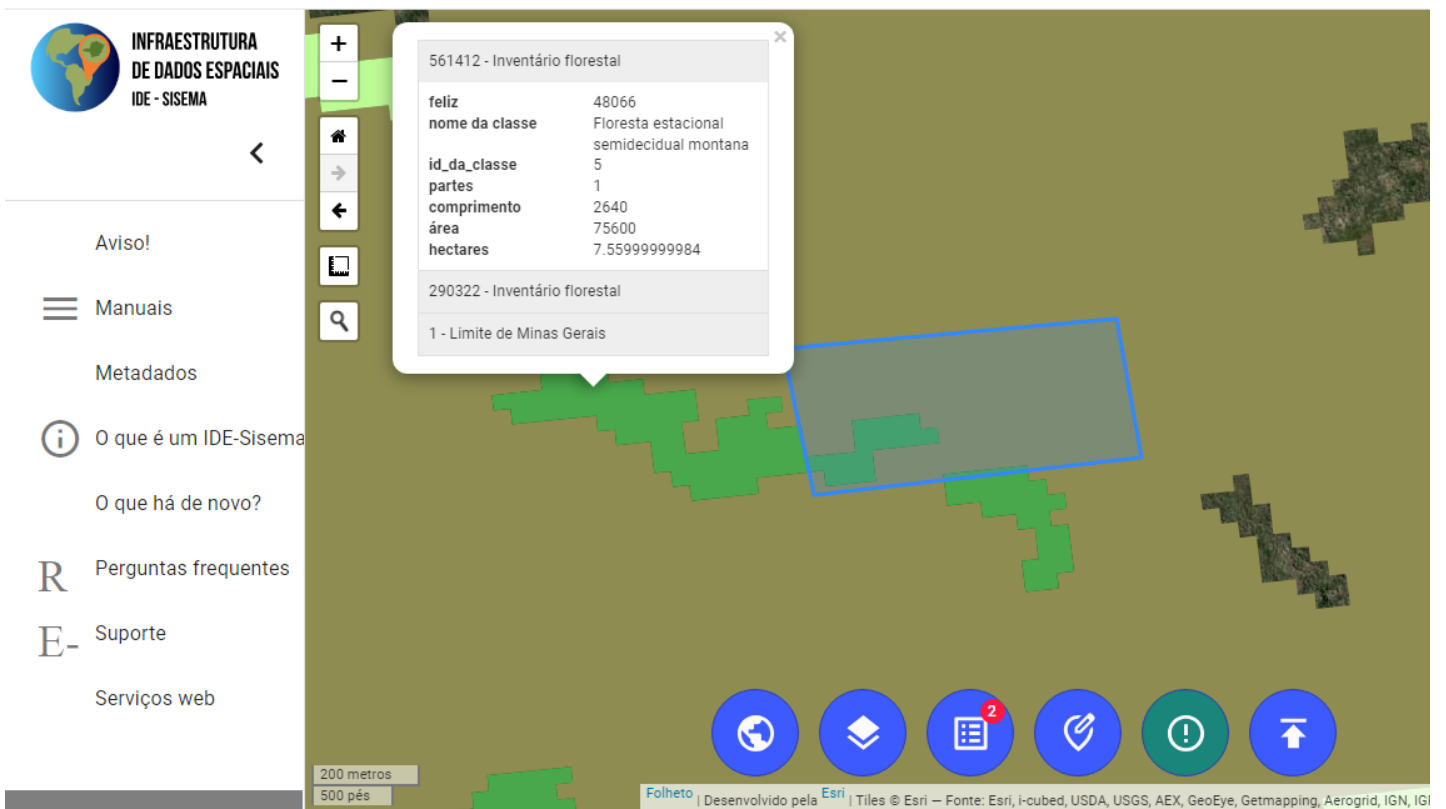 INFRAESTRUTURA
DE DADOS ESPACIAIS
IDE - SISEMA
Aviso!
Manuais
Metadados
O que é um IDE-Sisema
O que há de novo?
R
Perguntas frequentes
E-
Suporte
Serviços web
+
−
561412 - Inventário florestal
feliz 48066
nome da classe Floresta estacional
semidecidual montana
id_da_classe 5
partes 1
comprimento 2640
área 75600
hectares 7.55999999984
290322 - Inventário florestal
1 - Limite de Minas Gerais
2
200 metros
500 pés
Folheto | Desenvolvido pela Esri | Tiles © Esri — Fonte: Esri, i-cubed, USDA, USGS, AEX, GeoEye, Getmapping, Aerogrid, IGN, IGI